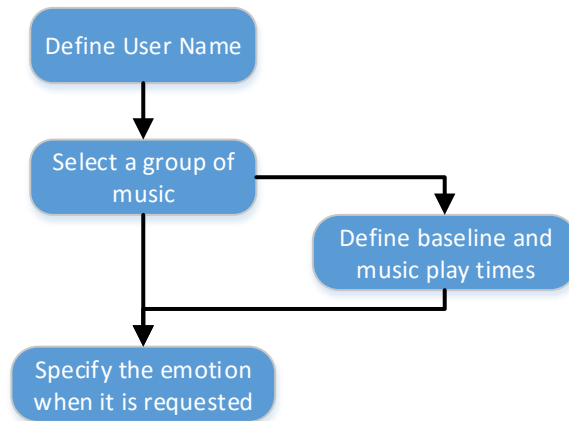 Define User Name
Select a group of
music
Define baseline and
music play times
Specify the emotion
when it is requested